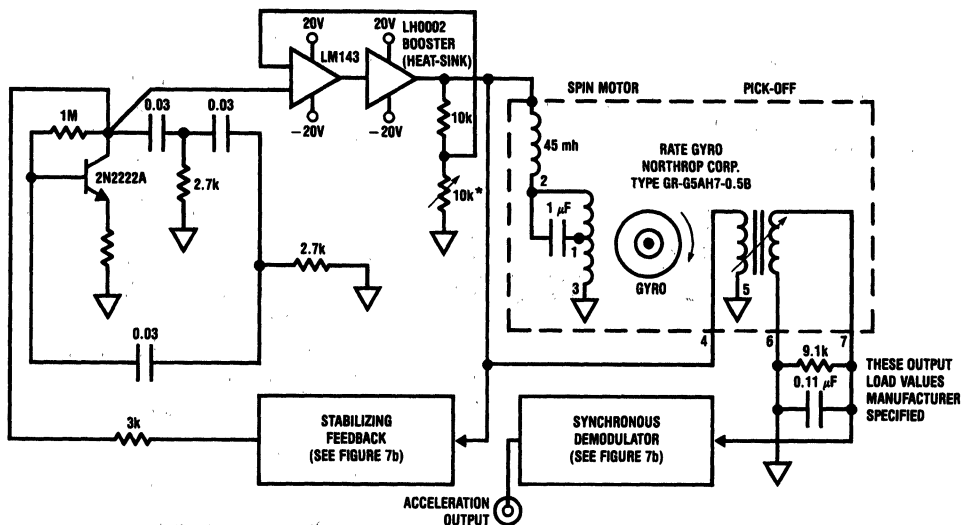 20V
20V
LH0002
BOOSTER
(HEAT-SINK)
LM143
−20V
−20V
1M
0.03
0.03
2N2222A
2.7k
2.7k
0.03
3k
10k
10k*
SPIN MOTOR
PICK-OFF
45 mh
2
1 μF
1
3
RATE GYRO
NORTHROP CORP.
TYPE GR-G5AH7-0.5B
GYRO
5
4
6
7
9.1k
0.11 μF
THESE OUTPUT
LOAD VALUES
MANUFACTURER
SPECIFIED
STABILIZING
FEEDBACK
(SEE FIGURE 7b)
SYNCHRONOUS
DEMODULATOR
(SEE FIGURE 7b)
ACCELERATION
OUTPUT